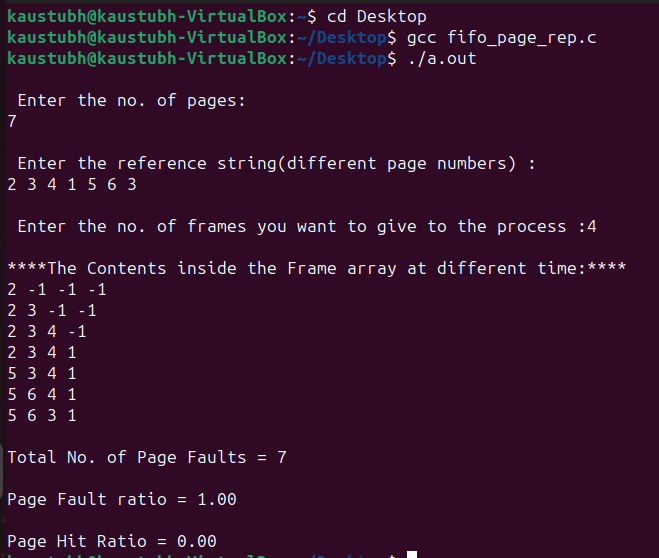 kaustubh@kaustubh-VirtualBox:~$ cd Desktop
kaustubh@kaustubh-VirtualBox:~/Desktop$ gcc fifo_page_rep.c
kaustubh@kaustubh-VirtualBox:~/Desktop$ ./a.out
Enter the no. of pages:
7
Enter the reference string(different page numbers) :
2 3 4 1 5 6 3
Enter the no. of frames you want to give to the process :4
****The Contents inside the Frame array at different time:****
2 -1 -1 -1
2 3 -1 -1
2 3 4 -1
2 3 4 1
5 3 4 1
5 6 4 1
5 6 3 1
Total No. of Page Faults = 7
Page Fault ratio = 1.00
Page Hit Ratio = 0.00